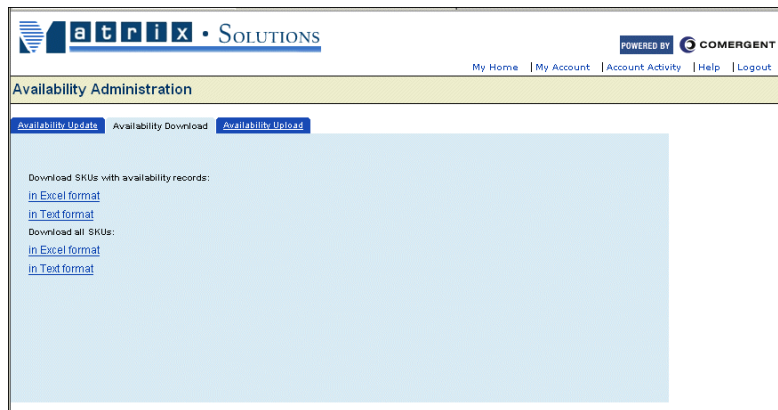 Matrix • SOLUTIONS
POWERED BY COMERGENT
My Home | My Account | Account Activity | Help | Logout
Availability Administration
Availability Update Availability Download Availability Upload
Download SKUs with availability records:
in Excel format
in Text format
Download all SKUs:
in Excel format
in Text format